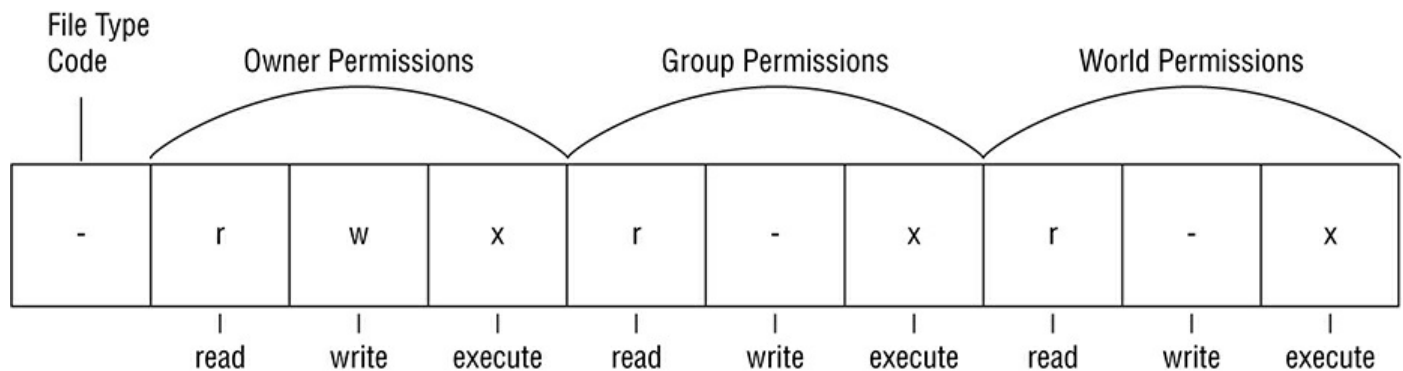 File Type
Code
Owner Permissions
Group Permissions
World Permissions
- r w x r - x r - x
read write execute read write execute read write execute